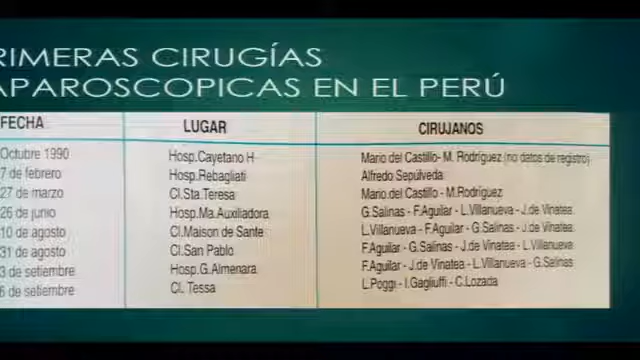 RIMERAS CIRUGÍAS
APAROSCOPICAS EN EL PERÚ
FECHA LUGAR CIRUJANOS
Octubre 1990 Hosp.Cayetano H Mario del Castillo- M. Rodríguez (no datos de registro)
7 de febrero Hosp.Rebagliati Alfredo Sepúlveda
27 de marzo Cl.Sta.Teresa Mario del Castillo - M.Rodríguez
26 de junio Hosp.Ma.Auxiliadora G.Salinas - F.Aguilar - L.Villanueva - J.de Vinatea
10 de agosto Cl.Maison de Sante L.Villanueva - F.Aguilar - G.Salinas - J.de Vinatea.
31 de agosto Cl.San Pablo F.Aguilar - G.Salinas - J.de Vinatea - L.Villanueva
3 de setiembre Hosp.G.Almenara F.Aguilar - J.de Vinatea - L.Villanueva - G.Salinas
6 de setiembre Cl. Tessa L.Poggi - I.Gagliuffi - C.Lozada